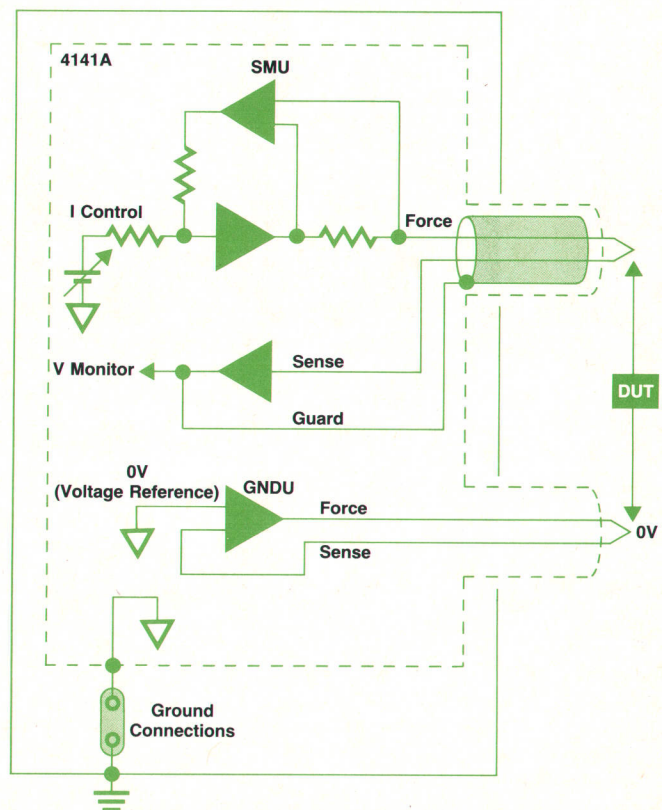 4141A
SMU
I Control
Force
V Monitor
Sense
Guard
DUT
0V
(Voltage Reference)
GNDU
Force
Sense
0V
Ground
Connections